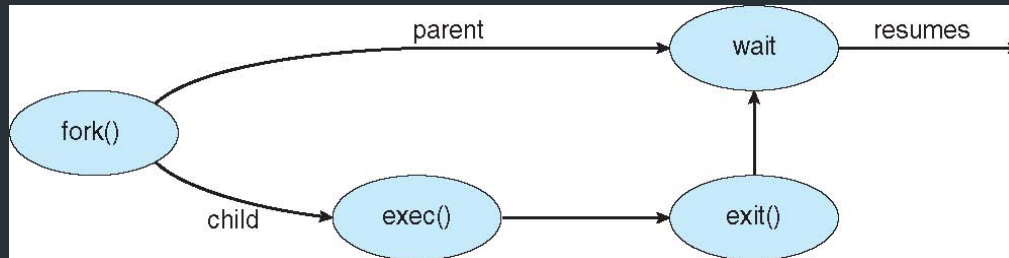 parent
resumes
wait
fork()
child
exec()
exit()